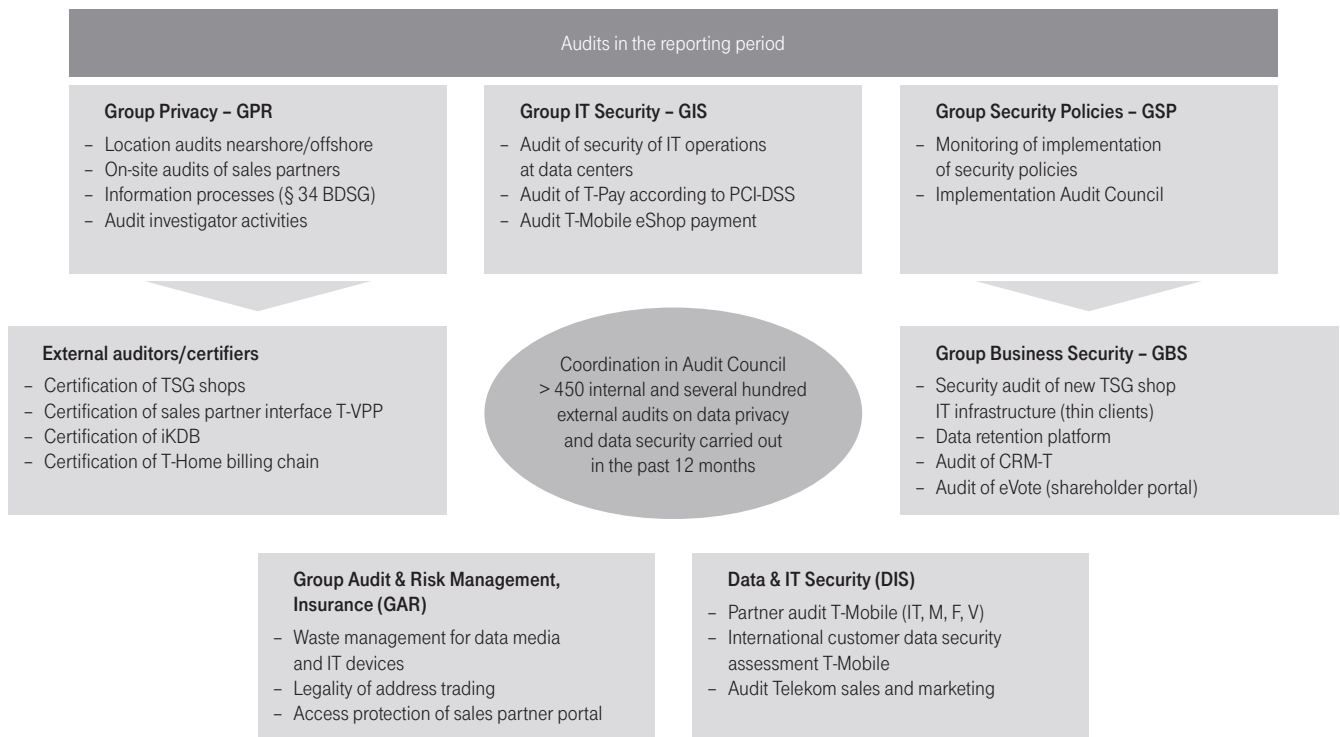 Audits in the reporting period
Group Privacy – GPR
– Location audits nearshore/offshore
– On-site audits of sales partners
– Information processes (§ 34 BDSG)
– Audit investigator activities
Group IT Security – GIS
– Audit of security of IT operations
at data centers
– Audit of T-Pay according to PCI-DSS
– Audit T-Mobile eShop payment
Group Security Policies – GSP
– Monitoring of implementation
of security policies
– Implementation Audit Council
External auditors/certifiers
– Certification of TSG shops
– Certification of sales partner interface T-VPP
– Certification of iKDB
– Certification of T-Home billing chain
Coordination in Audit Council
> 450 internal and several hundred
external audits on data privacy
and data security carried out
in the past 12 months
Group Business Security – GBS
– Security audit of new TSG shop
IT infrastructure (thin clients)
– Data retention platform
– Audit of CRM-T
– Audit of eVote (shareholder portal)
Group Audit & Risk Management,
Insurance (GAR)
– Waste management for data media
and IT devices
– Legality of address trading
– Access protection of sales partner portal
Data & IT Security (DIS)
– Partner audit T-Mobile (IT, M, F, V)
– International customer data security
assessment T-Mobile
– Audit Telekom sales and marketing